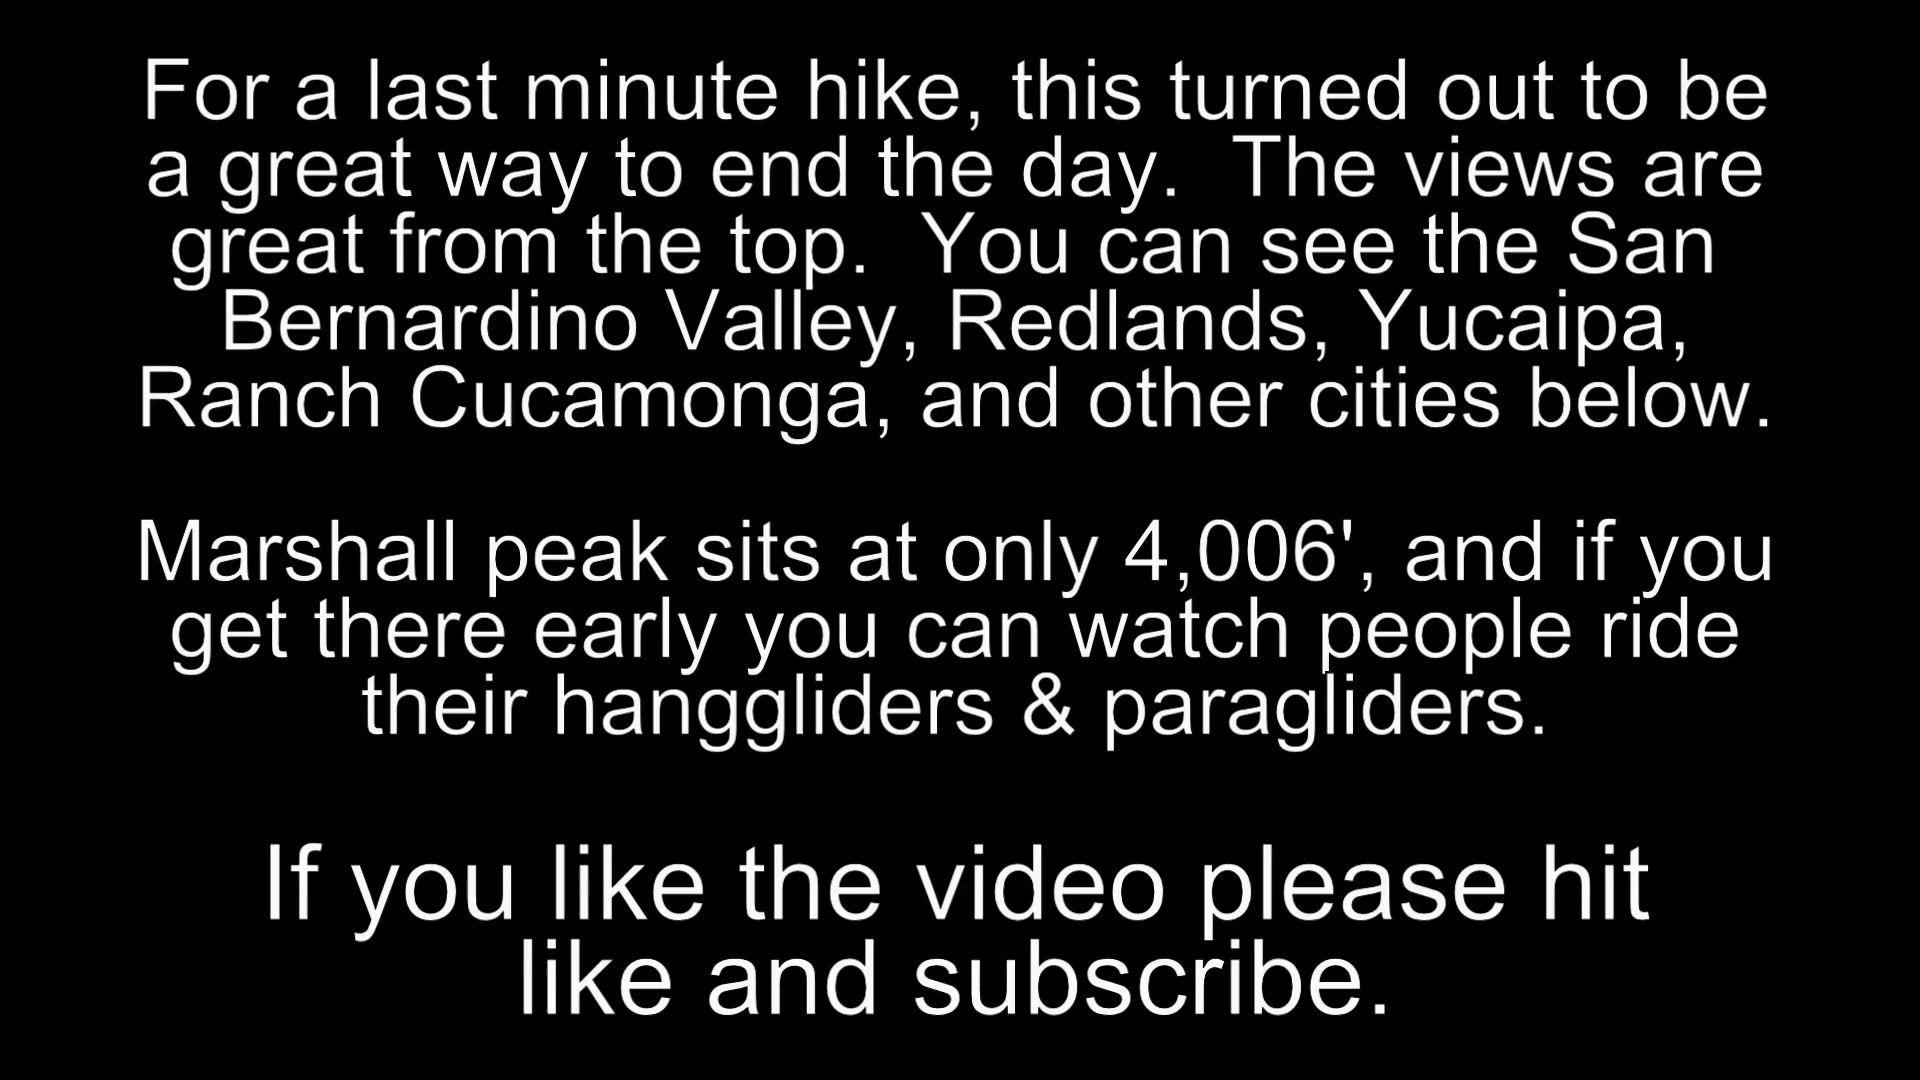 For a last minute hike, this turned out to be
a great way to end the day.  The views are
great from the top.  You can see the San
Bernardino Valley, Redlands, Yucaipa,
Ranch Cucamonga, and other cities below.
Marshall peak sits at only 4,006', and if you
get there early you can watch people ride
their hanggliders & paragliders.
If you like the video please hit
like and subscribe.